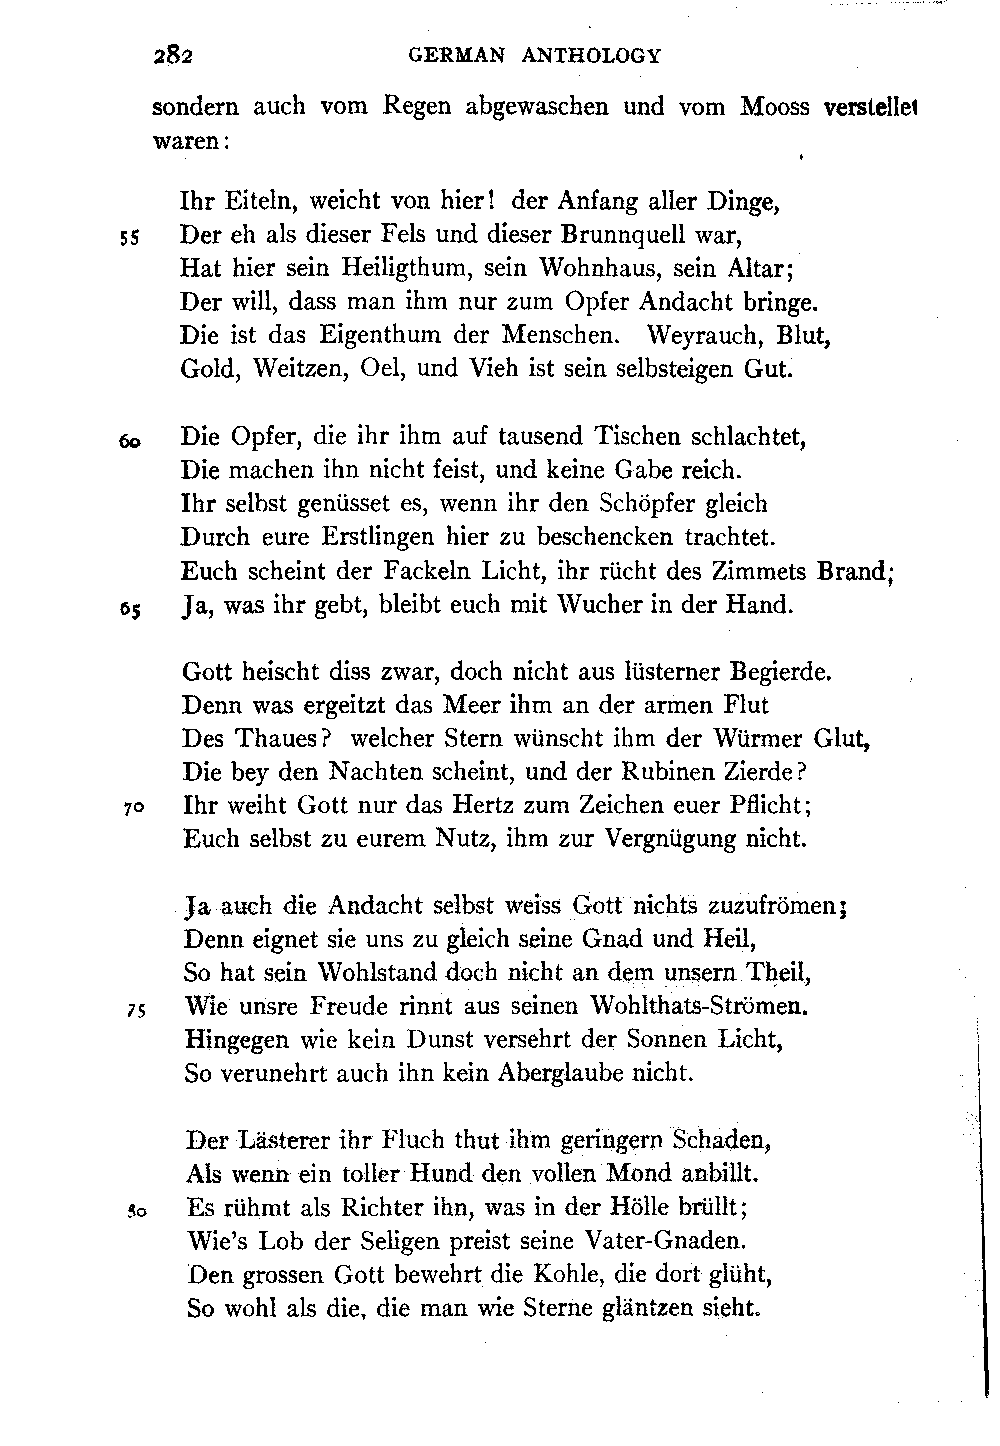 282 GERMAN ANTHOLOGY
sondern auch vom Regen abgewaschen und vom Mooss verstellet
waren:
Ihr Eiteln, weicht von hier! der Anfang aller Dinge,
55 Der eh als dieser Fels und dieser Brunnquell war,
Hat hier sein Heiligthum, sein Wohnhaus, sein Altar;
Der will, dass man ihm nur zum Opfer Andacht bringe.
Die ist das Eigenthum der Menschen. Weyrauch, Blut,
Gold, Weitzen, Oel, und Vieh ist sein selbsteigen Gut.
60 Die Opfer, die ihr ihm auf tausend Tischen schlachtet,
Die machen ihn nicht feist, und keine Gabe reich.
Ihr selbst genüsset es, wenn ihr den Schöpfer gleich
Durch eure Erstlingen hier zu beschencken trachtet.
Euch scheint der Fackeln Licht, ihr rücht des Zimmets Brand;
65 Ja, was ihr gebt, bleibt euch mit Wucher in der Hand.
Gott heischt diss zwar, doch nicht aus lüsterner Begierde.
Denn was ergeitzt das Meer ihm an der armen Flut
Des Thaues? welcher Stern wünscht ihm der Würmer Glut,
Die bey den Nachten scheint, und der Rubinen Zierde?
70 Ihr weiht Gott nur das Hertz zum Zeichen euer Pflicht;
Euch selbst zu eurem Nutz, ihm zur Vergnügung nicht.
Ja auch die Andacht selbst weiss Gott nichts zuzufrömen;
Denn eignet sie uns zu gleich seine Gnad und Heil,
So hat sein Wohlstand doch nicht an dem unsern Theil,
75 Wie unsre Freude rinnt aus seinen Wohlthats-Strömen.
Hingegen wie kein Dunst versehrt der Sonnen Licht,
So verunehrt auch ihn kein Aberglaube nicht.
Der Lästerer ihr Fluch thut ihm geringern Schaden,
Als wenn ein toller Hund den vollen Mond anbillt.
80 Es rühmt als Richter ihn, was in der Hölle brüllt;
Wie's Lob der Seligen preist seine Vater-Gnaden.
Den grossen Gott bewehrt die Kohle, die dort glüht,
So wohl als die, die man wie Sterne gläntzen sieht.